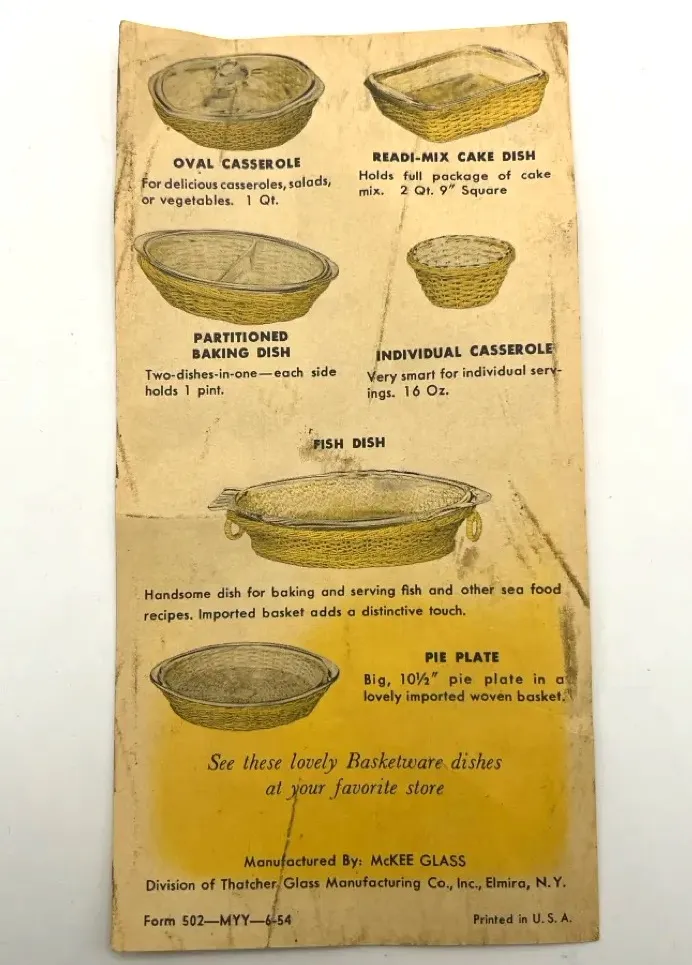 OVAL CASSEROLE
For delicious casseroles, salads,
or vegetables. 1 Qt.
READI-MIX CAKE DISH
Holds full package of cake
mix. 2 Qt. 9" Square
PARTITIONED
BAKING DISH
Two-dishes-in-one—each side
holds 1 pint.
INDIVIDUAL CASSEROLE
Very smart for individual serv-
ings. 16 Oz.
FISH DISH
Handsome dish for baking and serving fish and other sea food
recipes. Imported basket adds a distinctive touch.
PIE PLATE
Big, 10½" pie plate in a
lovely imported woven basket.
See these lovely Basketware dishes
at your favorite store
Manufactured By: McKEE GLASS
Division of Thatcher Glass Manufacturing Co., Inc., Elmira, N. Y.
Form 502—MYY—6-54
Printed in U. S. A.